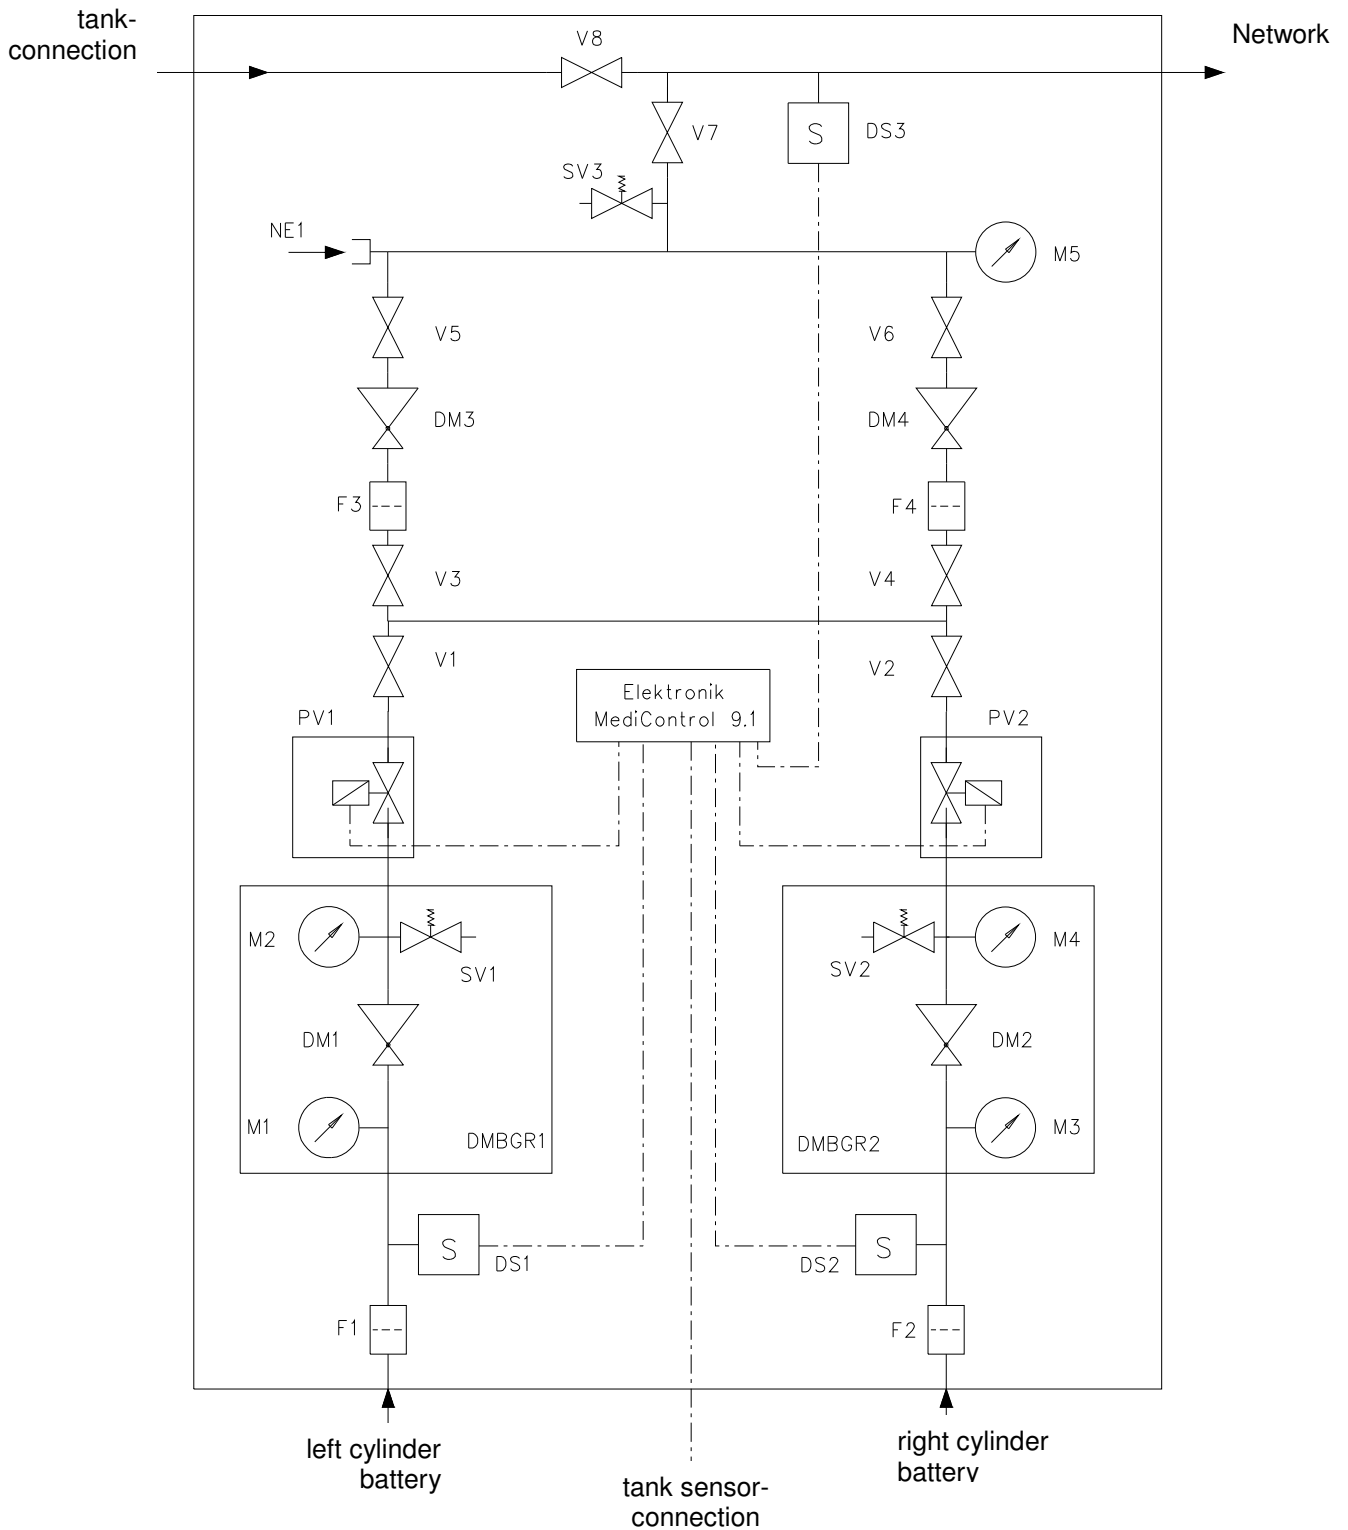 tank-
connection
Network
V8
V7
S
DS3
SV3
NE1
M5
V5
V6
DM3
DM4
F3
F4
V3
V4
V1
V2
Elektronik
MediControl 9.1
PV1
PV2
M2
SV1
SV2
M4
DM1
DM2
M1
DMBGR1
DMBGR2
M3
S
DS1
DS2
S
F1
F2
left cylinder
battery
right cylinder
battery
tank sensor-
connection